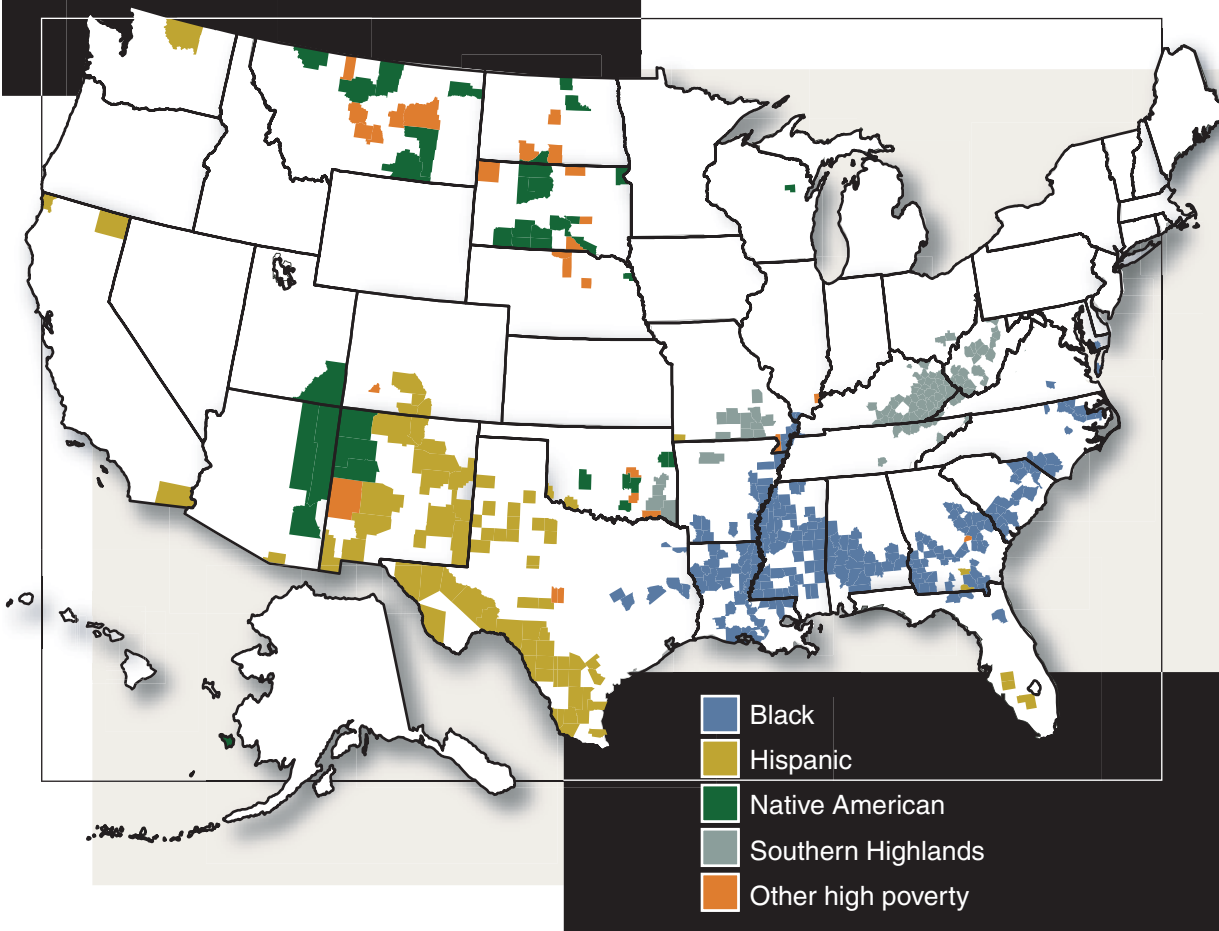 Black
Hispanic
Native American
Southern Highlands
Other high poverty